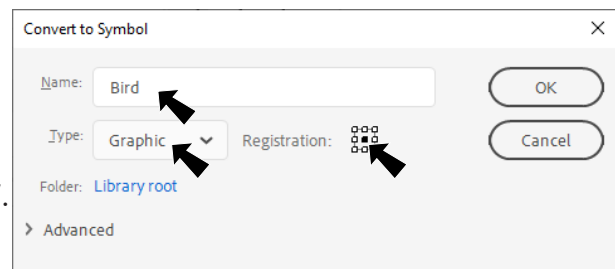 Convert to Symbol
Name: Bird OK
Type: Graphic Registration: Cancel
Folder: Library root
Advanced